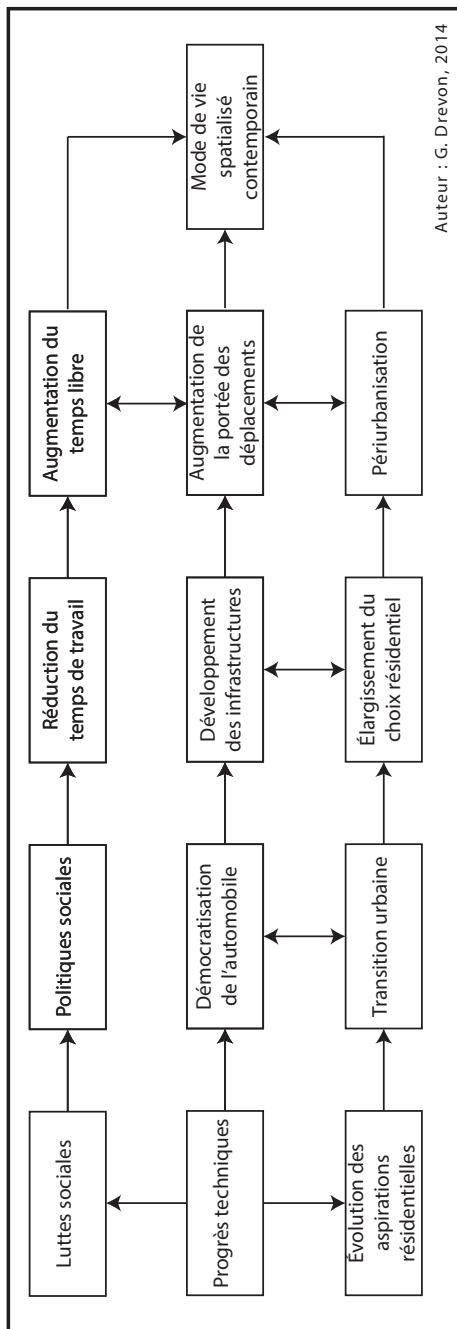 Luttes sociales
Politiques sociales
Réduction du
temps de travail
Augmentation du
temps libre
Progrès techniques
Démocratisation
de l'automobile
Développement
des infrastructures
Augmentation de
la portée des
déplacements
Mode de vie
spatialisé
contemporain
Évolution des
aspirations
résidentielles
Transition urbaine
Élargissement du
choix résidentiel
Périurbanisation
Auteur : G. Drevon, 2014